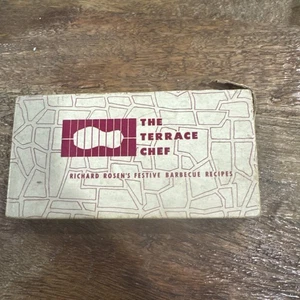 THE
TERRACE
CHEF
RICHARD ROSEN'S FESTIVE BARBECUE RECIPES